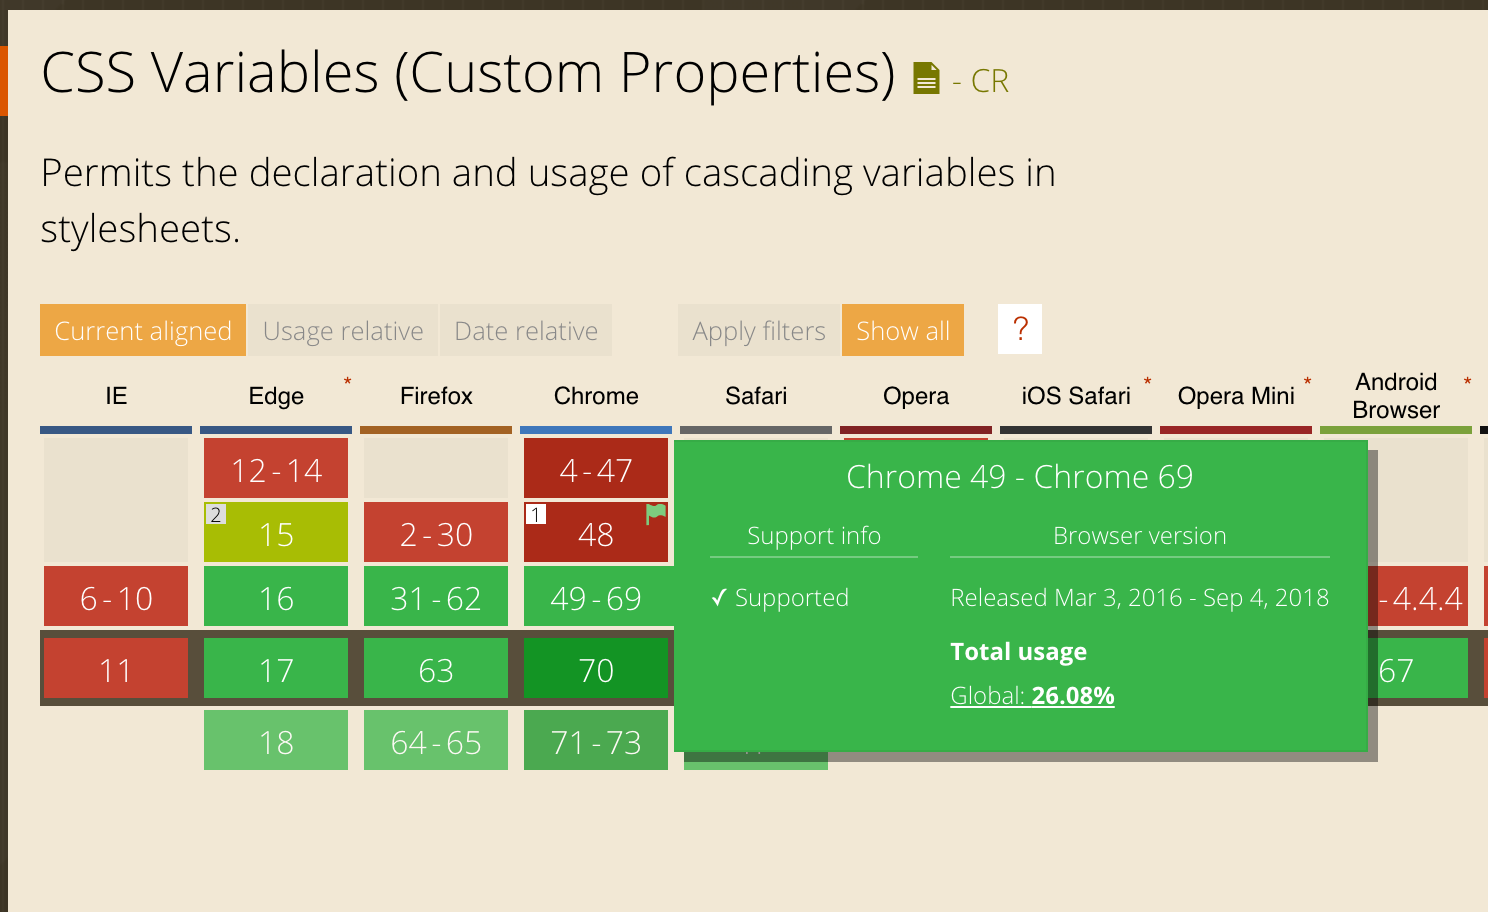 CSS Variables (Custom Properties) - CR
Permits the declaration and usage of cascading variables in
stylesheets.
Current aligned Usage relative Date relative Apply filters Show all ?
IE Edge * Firefox Chrome Safari Opera iOS Safari * Opera Mini * Android Browser *
12-14 4-47
2 15 2-30 1 48
6-10 16 31-62 49-69 -4.4.4
11 17 63 70 67
18 64-65 71-73
Chrome 49 - Chrome 69
Support info Browser version
✓ Supported Released Mar 3, 2016 - Sep 4, 2018
Total usage
Global: 26.08%